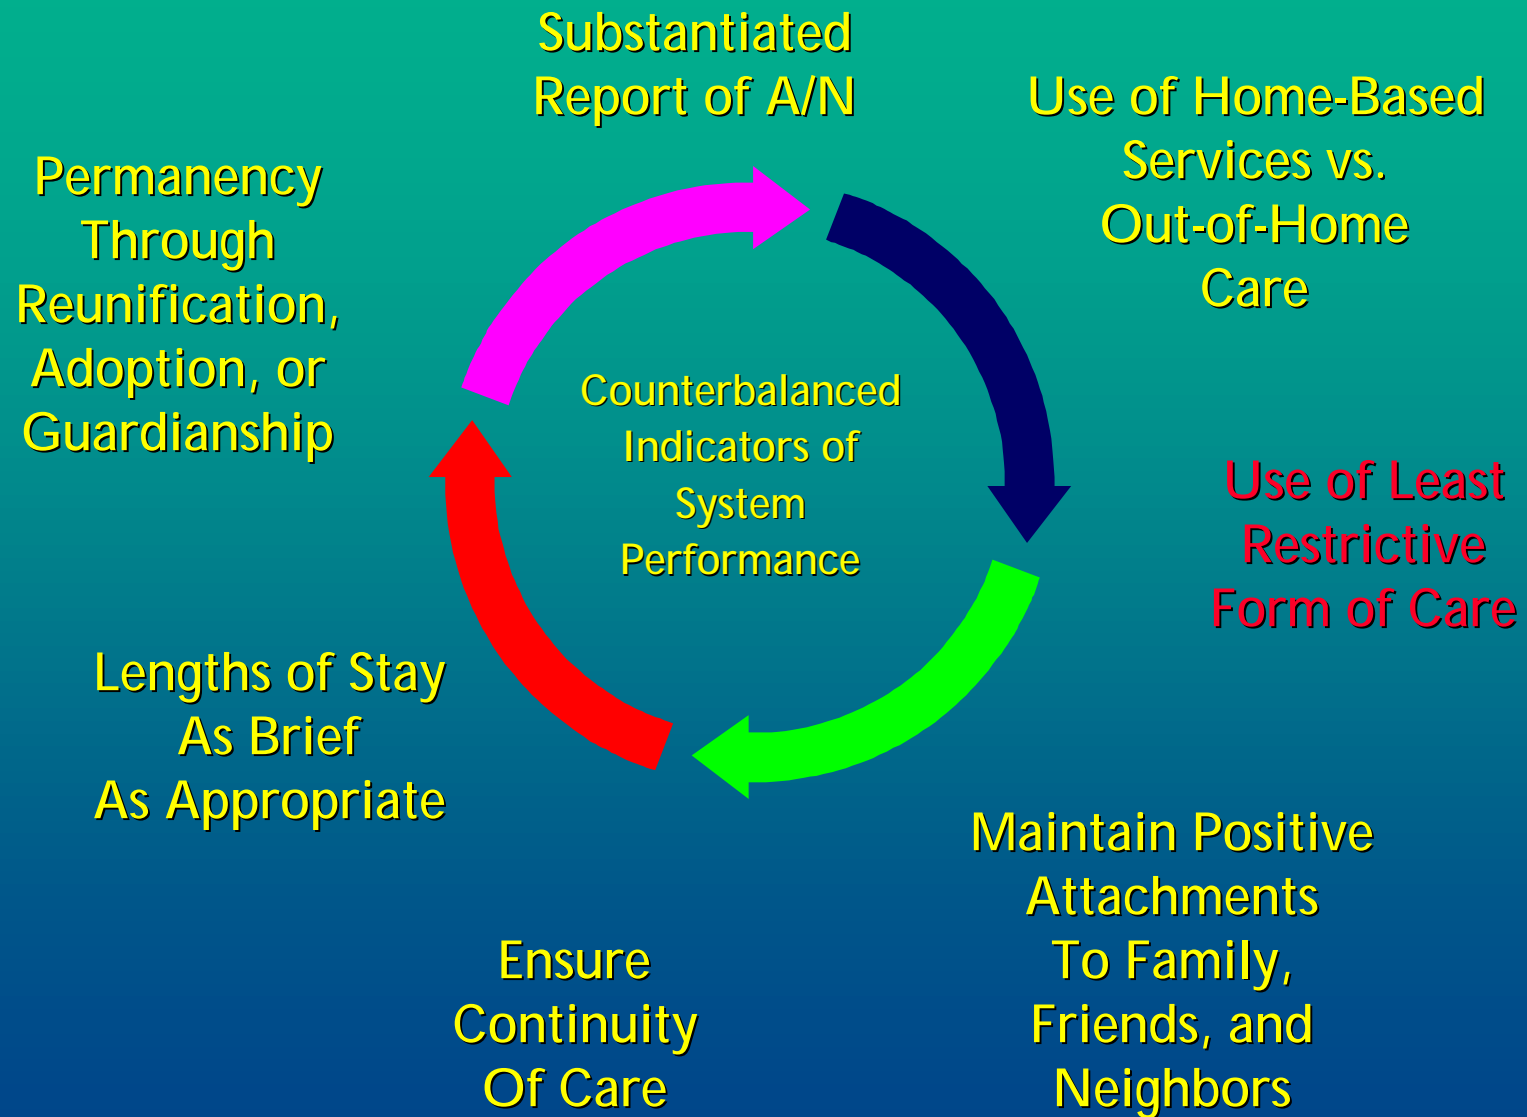 Substantiated
Report of A/N
Use of Home-Based
Services vs.
Out-of-Home
Care
Use of Least
Restrictive
Form of Care
Maintain Positive
Attachments
To Family,
Friends, and
Neighbors
Ensure
Continuity
Of Care
Lengths of Stay
As Brief
As Appropriate
Permanency
Through
Reunification,
Adoption, or
Guardianship
Counterbalanced
Indicators of
System
Performance